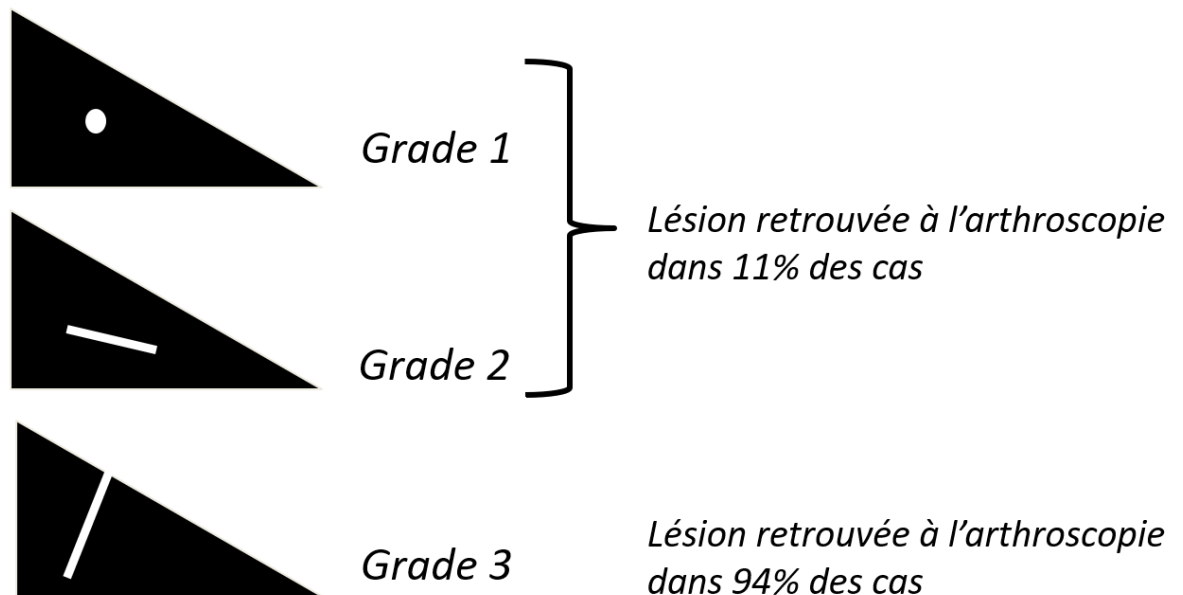 Grade 1
Lésion retrouvée à l’arthroscopie
dans 11% des cas
Grade 2
Grade 3
Lésion retrouvée à l’arthroscopie
dans 94% des cas